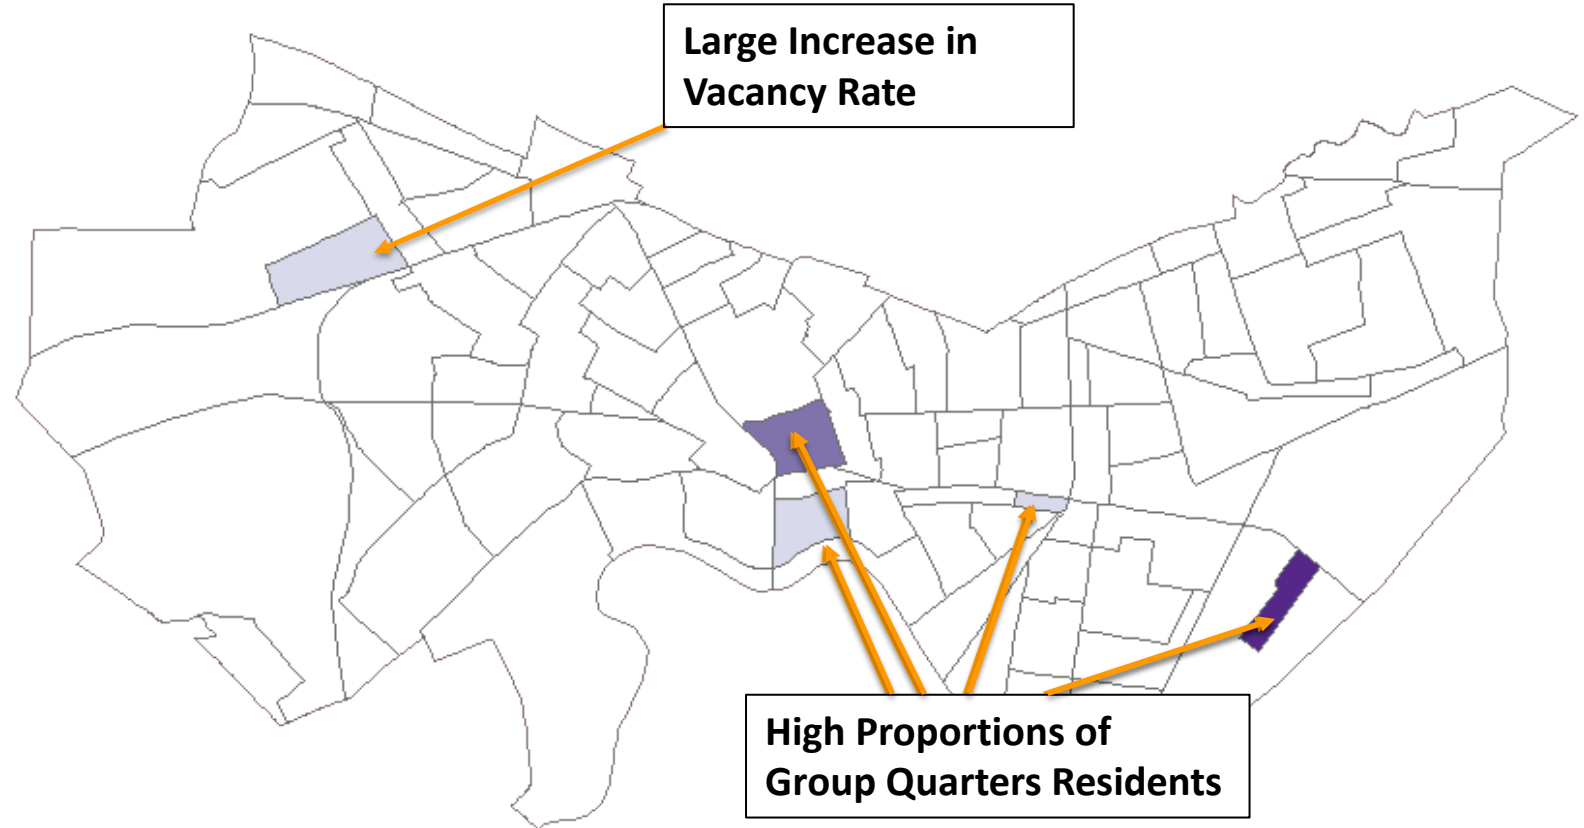 Large Increase in
Vacancy Rate
High Proportions of
Group Quarters Residents